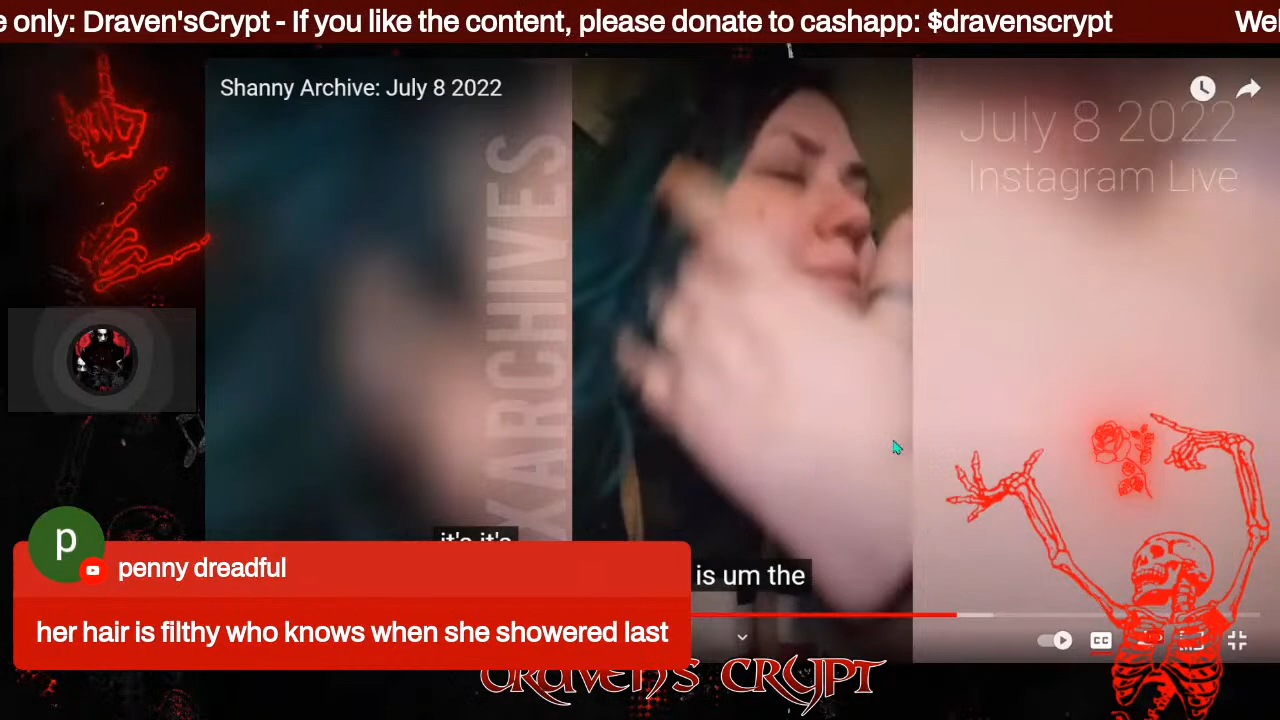 e only: Draven'sCrypt - If you like the content, please donate to cashapp: $dravenscrypt
Shanny Archive: July 8 2022
July 8 2022
Instagram Live
ARCHIVES
it's it's
is um the
p
penny dreadful
her hair is filthy who knows when she showered last
CC
DRAVEN'S CRYPT